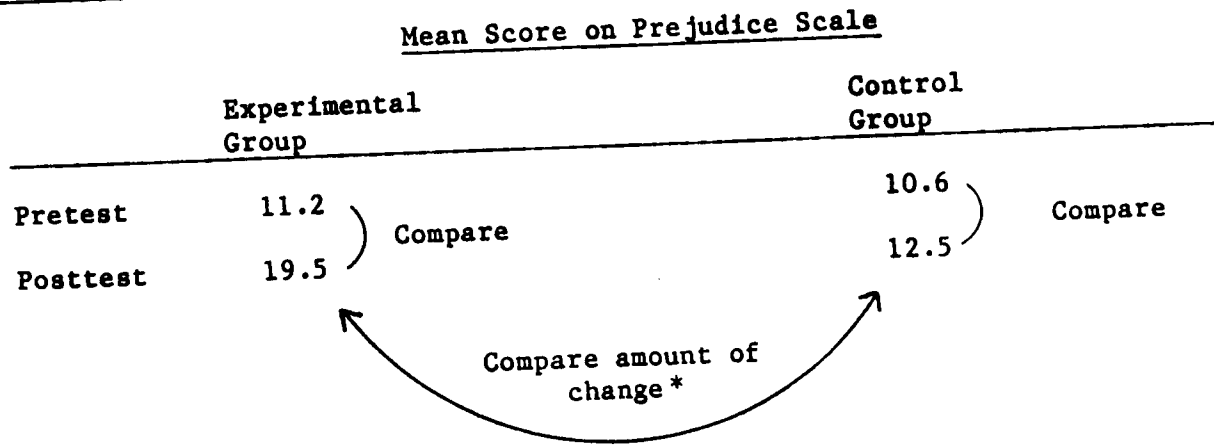 Mean Score on Prejudice Scale
Experimental Group
Control Group
Pretest 11.2 Compare 10.6 Compare
Posttest 19.5 12.5
Compare amount of
change*